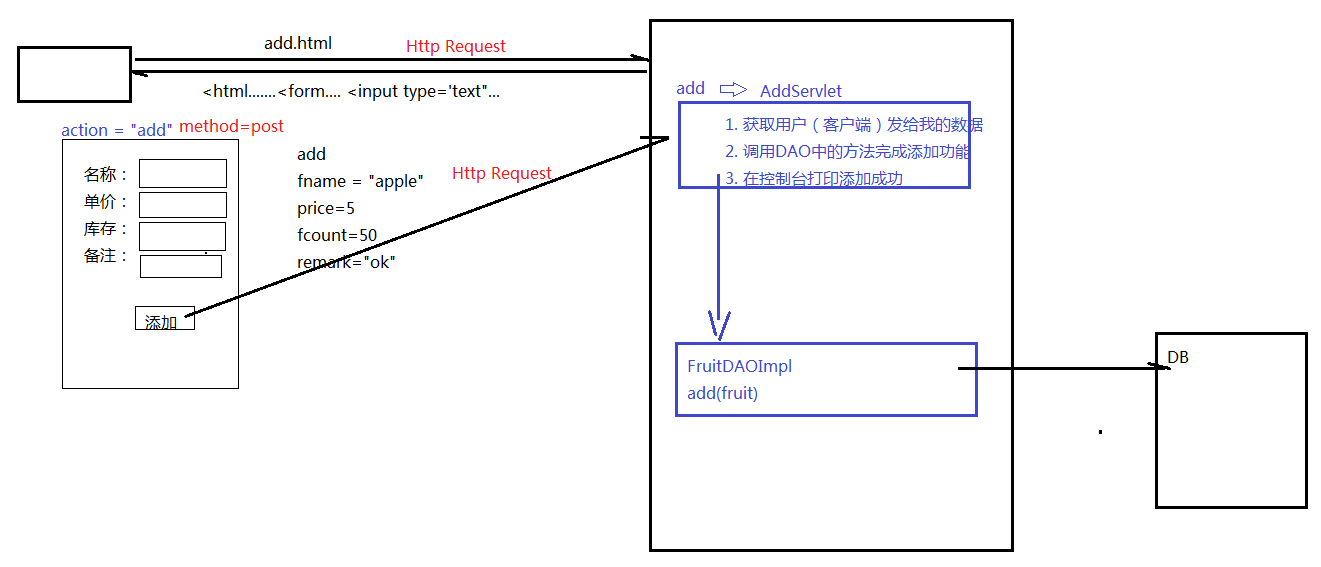 add.html
Http Request
<html.......<form.... <input type='text"...
action = "add"
method=post
名称：
单价：
库存：
备注：
添加
add
fname = "apple"
price=5
fcount=50
remark="ok"
Http Request
add
AddServlet
1. 获取用户（客户端）发给我的数据
2. 调用DAO中的方法完成添加功能
3. 在控制台打印添加成功
FruitDAOImpl
add(fruit)
DB